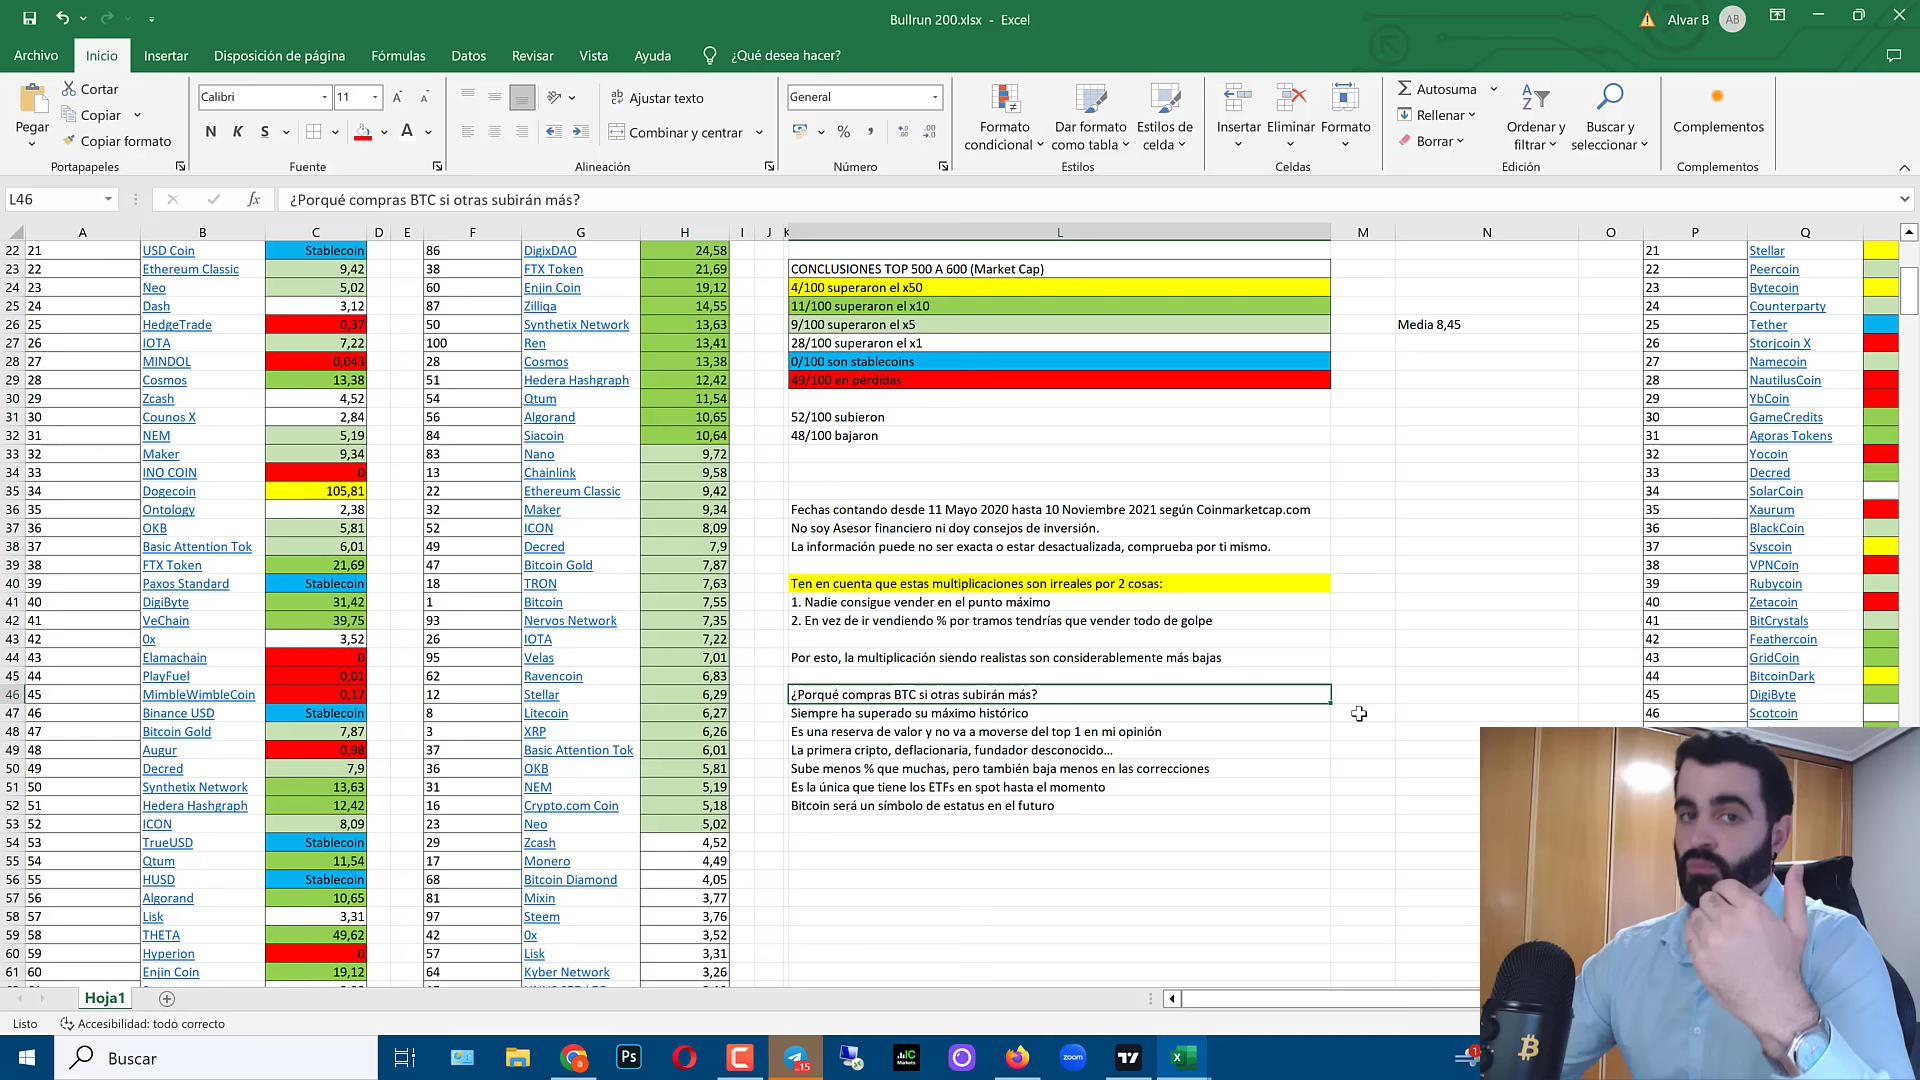 Bullrun 200.xlsx - Excel
Alvar B AB
Archivo Inicio Insertar Disposición de página Fórmulas Datos Revisar Vista Ayuda ¿Qué desea hacer?
Pegar
Cortar
Copiar
Copiar formato
Portapapeles
Calibri 11
N K S
Fuente
Ajustar texto
Combinar y centrar
Alineación
General
Número
Formato condicional
Dar formato como tabla
Estilos de celda
Estilos
Insertar Eliminar Formato
Celdas
Autosuma
Rellenar
Borrar
Ordenar y filtrar
Buscar y seleccionar
Edición
Complementos
Complementos
L46 fx ¿Porqué compras BTC si otras subirán más?
A B C D E F G H I J K L M N O P Q
22 21 USD Coin Stablecoin 86 DigixDAO 24,58 21 Stellar
23 22 Ethereum Classic 9,42 38 FTX Token 21,69 CONCLUSIONES TOP 500 A 600 (Market Cap) 22 Peercoin
24 23 Neo 5,02 60 Enjin Coin 19,12 4/100 superaron el x50 23 Bytecoin
25 24 Dash 3,12 87 Zilliqa 14,55 11/100 superaron el x10 24 Counterparty
26 25 HedgeTrade 0,37 50 Synthetix Network 13,63 9/100 superaron el x5 Media 8,45 25 Tether
27 26 IOTA 7,22 100 Ren 13,41 28/100 superaron el x1 26 Storjcoin X
28 27 MINDOL 0,043 28 Cosmos 13,38 0/100 son stablecoins 27 Namecoin
29 28 Cosmos 13,38 51 Hedera Hashgraph 12,42 49/100 en pérdidas 28 NautilusCoin
30 29 Zcash 4,52 54 Qtum 11,54 29 YbCoin
31 30 Counos X 2,84 56 Algorand 10,65 52/100 subieron 30 GameCredits
32 31 NEM 5,19 84 Siacoin 10,64 48/100 bajaron 31 Agoras Tokens
33 32 Maker 9,34 83 Nano 9,72 32 Yocoin
34 33 INO COIN 0 13 Chainlink 9,58 33 Decred
35 34 Dogecoin 105,81 22 Ethereum Classic 9,42 34 SolarCoin
36 35 Ontology 2,38 32 Maker 9,34 Fechas contando desde 11 Mayo 2020 hasta 10 Noviembre 2021 según Coinmarketcap.com 35 Xaurum
37 36 OKB 5,81 52 ICON 8,09 No soy Asesor financiero ni doy consejos de inversión. 36 BlackCoin
38 37 Basic Attention Tok 6,01 49 Decred 7,9 La información puede no ser exacta o estar desactualizada, comprueba por ti mismo. 37 Syscoin
39 38 FTX Token 21,69 47 Bitcoin Gold 7,87 38 VPNCoin
40 39 Paxos Standard Stablecoin 18 TRON 7,63 Ten en cuenta que estas multiplicaciones son irreales por 2 cosas: 39 Rubycoin
41 40 DigiByte 31,42 1 Bitcoin 7,55 1. Nadie consigue vender en el punto máximo 40 Zetacoin
42 41 VeChain 39,75 93 Nervos Network 7,35 2. En vez de ir vendiendo % por tramos tendrías que vender todo de golpe 41 BitCrystals
43 42 0x 3,52 26 IOTA 7,22 42 Feathercoin
44 43 Elamachain 0 95 Velas 7,01 Por esto, la multiplicación siendo realistas son considerablemente más bajas 43 GridCoin
45 44 PlayFuel 0,01 62 Ravencoin 6,81 44 BitcoinDark
46 45 MimbleWimbleCoin 0,17 12 Stellar 6,29 ¿Porqué compras BTC si otras subirán más? 45 DigiByte
47 46 Binance USD Stablecoin 8 Litecoin 6,27 Siempre ha superado su máximo histórico 46 Scotcoin
48 47 Bitcoin Gold 7,87 3 XRP 6,26 Es una reserva de valor y no va a moverse del top 1 en mi opinión
49 48 Augur 0,98 37 Basic Attention Tok 6,01 La primera cripto, deflacionaria, fundador desconocido...
50 49 Decred 7,9 36 OKB 5,81 Sube menos % que muchas, pero también baja menos en las correcciones
51 50 Synthetix Network 13,63 31 NEM 5,19 Es la única que tiene los ETFs en spot hasta el momento
52 51 Hedera Hashgraph 12,42 16 Crypto.com Coin 5,18 Bitcoin será un símbolo de estatus en el futuro
53 52 ICON 8,09 23 Neo 5,02
54 53 TrueUSD Stablecoin 29 Zcash 4,52
55 54 Qtum 11,54 17 Monero 4,49
56 55 HUSD Stablecoin 68 Bitcoin Diamond 4,05
57 56 Algorand 10,65 81 Mixin 3,77
58 57 Lisk 3,31 97 Steem 3,76
59 58 THETA 49,62 42 0x 3,52
60 59 Hyperion 0 57 Lisk 3,31
61 60 Enjin Coin 19,12 64 Kyber Network 3,26
Hoja1
Listo Accesibilidad: todo correcto
Buscar
Ps
15
IC Markets
zoom
1